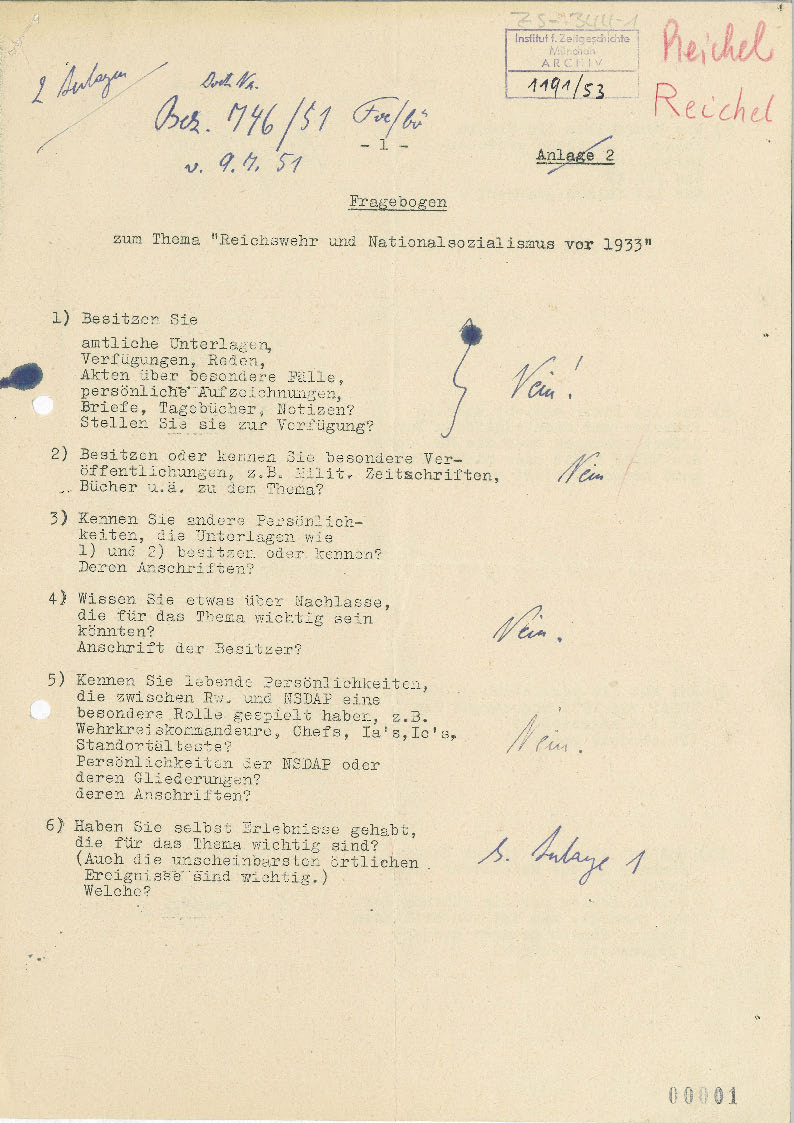 ZS-1344-1
Institut f. Zeitgeschichte
München
ARCHIV
1191/53
Reichel
Reichel
2 Anlagen
Bez. 746/51 Foe/bü
v. 9.7. 51
- 1 -
Anlage 2
Fragebogen
zum Thema "Reichswehr und Nationalsozialismus vor 1933"
1) Besitzen Sie
amtliche Unterlagen,
Verfügungen, Reden,
Akten über besondere Fälle,
persönliche Aufzeichnungen,
Briefe, Tagebücher, Notizen?
Stellen Sie sie zur Verfügung?
Nein!
2) Besitzen oder kennen Sie besondere Ver-
öffentlichungen, z.B. Milit. Zeitschriften,
Bücher u.ä. zu dem Thema?
Nein
3) Kennen Sie andere Persönlich-
keiten, die Unterlagen wie
1) und 2) besitzen oder kennen?
Deren Anschriften?
4) Wissen Sie etwas über Nachlasse,
die für das Thema wichtig sein
könnten?
Anschrift der Besitzer?
Nein.
5) Kennen Sie lebende Persönlichkeiten,
die zwischen Rw. und NSDAP eine
besondere Rolle gespielt haben, z.B.
Wehrkreiskommandeure, Chefs, Ia's,Ic's,
Standortälteste?
Persönlichkeiten der NSDAP oder
deren Gliederungen?
deren Anschriften?
Nein.
6) Haben Sie selbst Erlebnisse gehabt,
die für das Thema wichtig sind?
(Auch die unscheinbarsten örtlichen
Ereignisse sind wichtig.)
Welche?
s. Anlage 1
00001